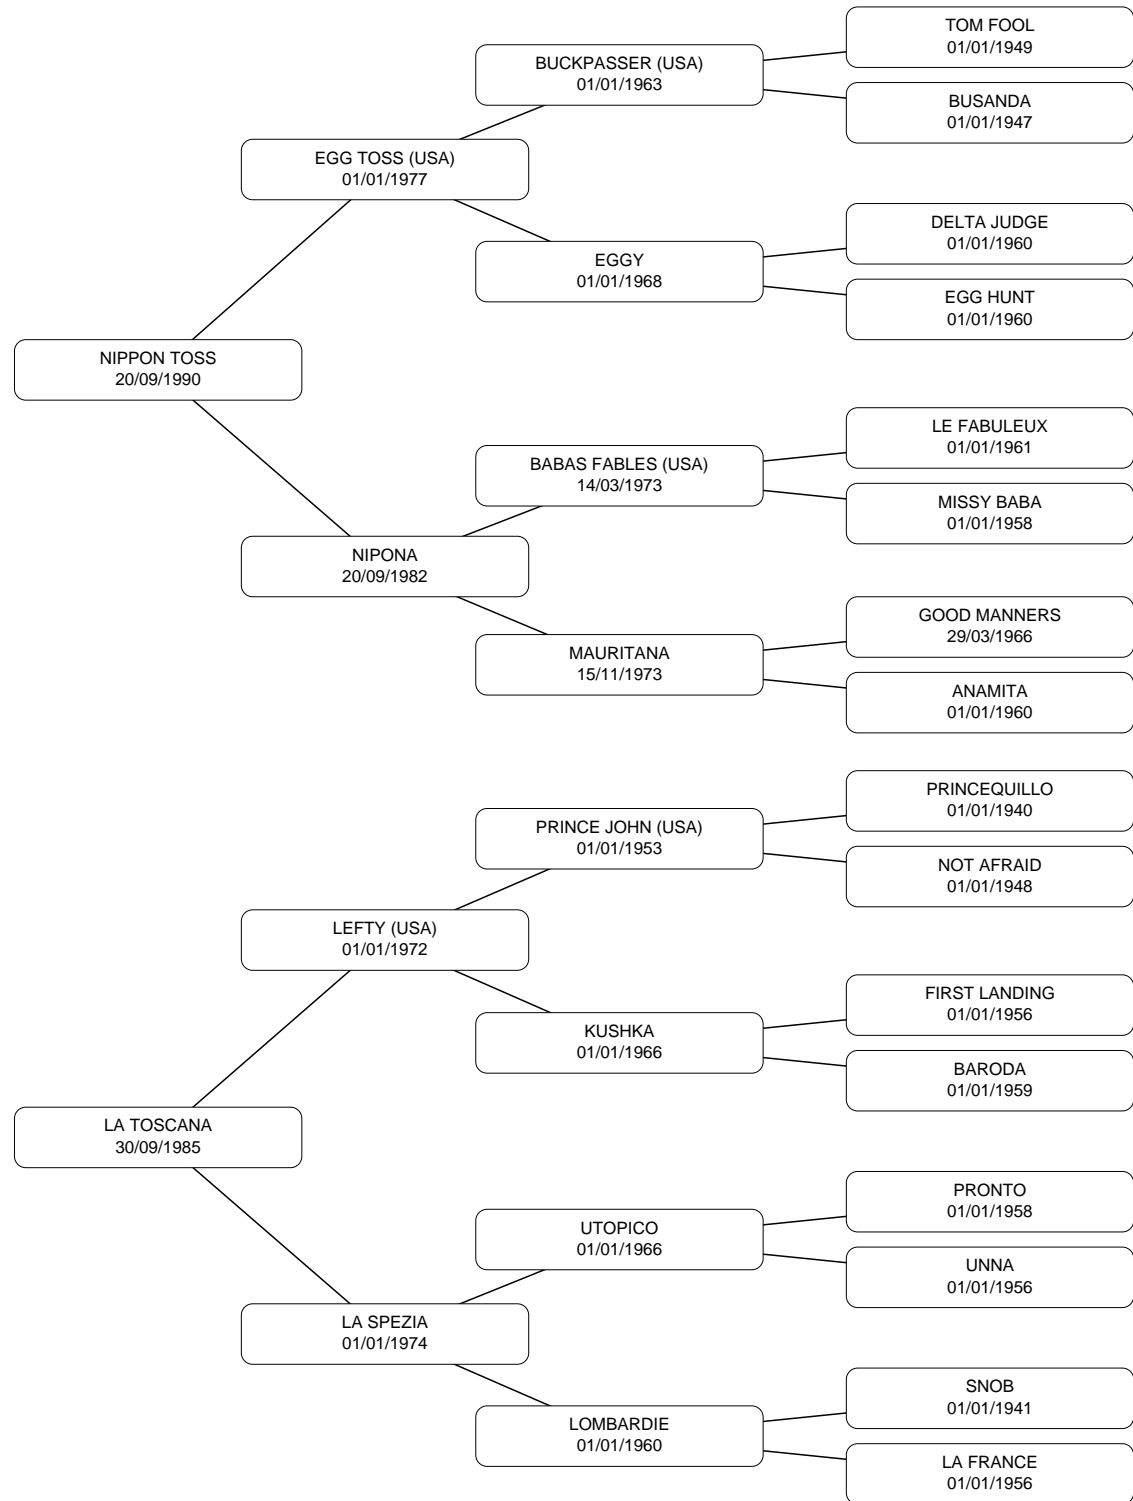 TOM FOOL
01/01/1949
BUCKPASSER (USA)
01/01/1963
BUSANDA
01/01/1947
EGG TOSS (USA)
01/01/1977
DELTA JUDGE
01/01/1960
EGGY
01/01/1968
EGG HUNT
01/01/1960
NIPPON TOSS
20/09/1990
LE FABULEUX
01/01/1961
BABAS FABLES (USA)
14/03/1973
MISSY BABA
01/01/1958
NIPONA
20/09/1982
GOOD MANNERS
29/03/1966
MAURITANA
15/11/1973
ANAMITA
01/01/1960
PRINCEQUILLO
01/01/1940
PRINCE JOHN (USA)
01/01/1953
NOT AFRAID
01/01/1948
LEFTY (USA)
01/01/1972
FIRST LANDING
01/01/1956
KUSHKA
01/01/1966
BARODA
01/01/1959
LA TOSCANA
30/09/1985
PRONTO
01/01/1958
UTOPICO
01/01/1966
UNNA
01/01/1956
LA SPEZIA
01/01/1974
SNOB
01/01/1941
LOMBARDIE
01/01/1960
LA FRANCE
01/01/1956